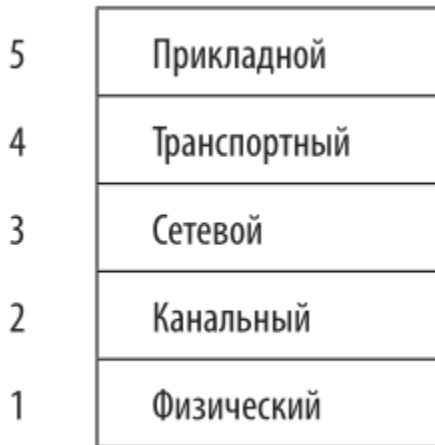 5 Прикладной
4 Транспортный
3 Сетевой
2 Канальный
1 Физический